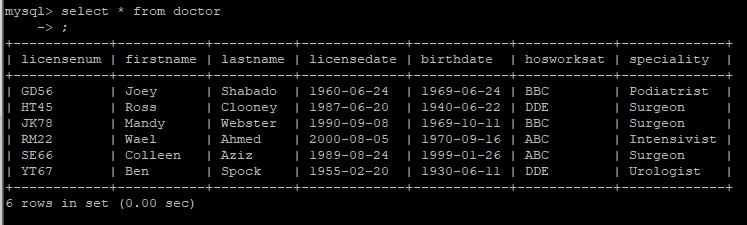 mysql> select * from doctor
    -> ;
+------------+-----------+----------+-------------+------------+------------+-------------+
| licensenum | firstname | lastname | licensedate | birthdate  | hosworksat | speciality  |
+------------+-----------+----------+-------------+------------+------------+-------------+
| GD56       | Joey      | Shabado  | 1960-06-24  | 1969-06-24 | BBC        | Podiatrist  |
| HT45       | Ross      | Clooney  | 1987-06-20  | 1940-06-22 | DDE        | Surgeon     |
| JK78       | Mandy     | Webster  | 1990-09-08  | 1969-10-11 | BBC        | Surgeon     |
| RM22       | Wael      | Ahmed    | 2000-08-05  | 1970-09-16 | ABC        | Intensivist |
| SE66       | Colleen   | Aziz     | 1989-08-24  | 1999-01-26 | ABC        | Surgeon     |
| YT67       | Ben       | Spock    | 1955-02-20  | 1930-06-11 | DDE        | Urologist   |
+------------+-----------+----------+-------------+------------+------------+-------------+
6 rows in set (0.00 sec)